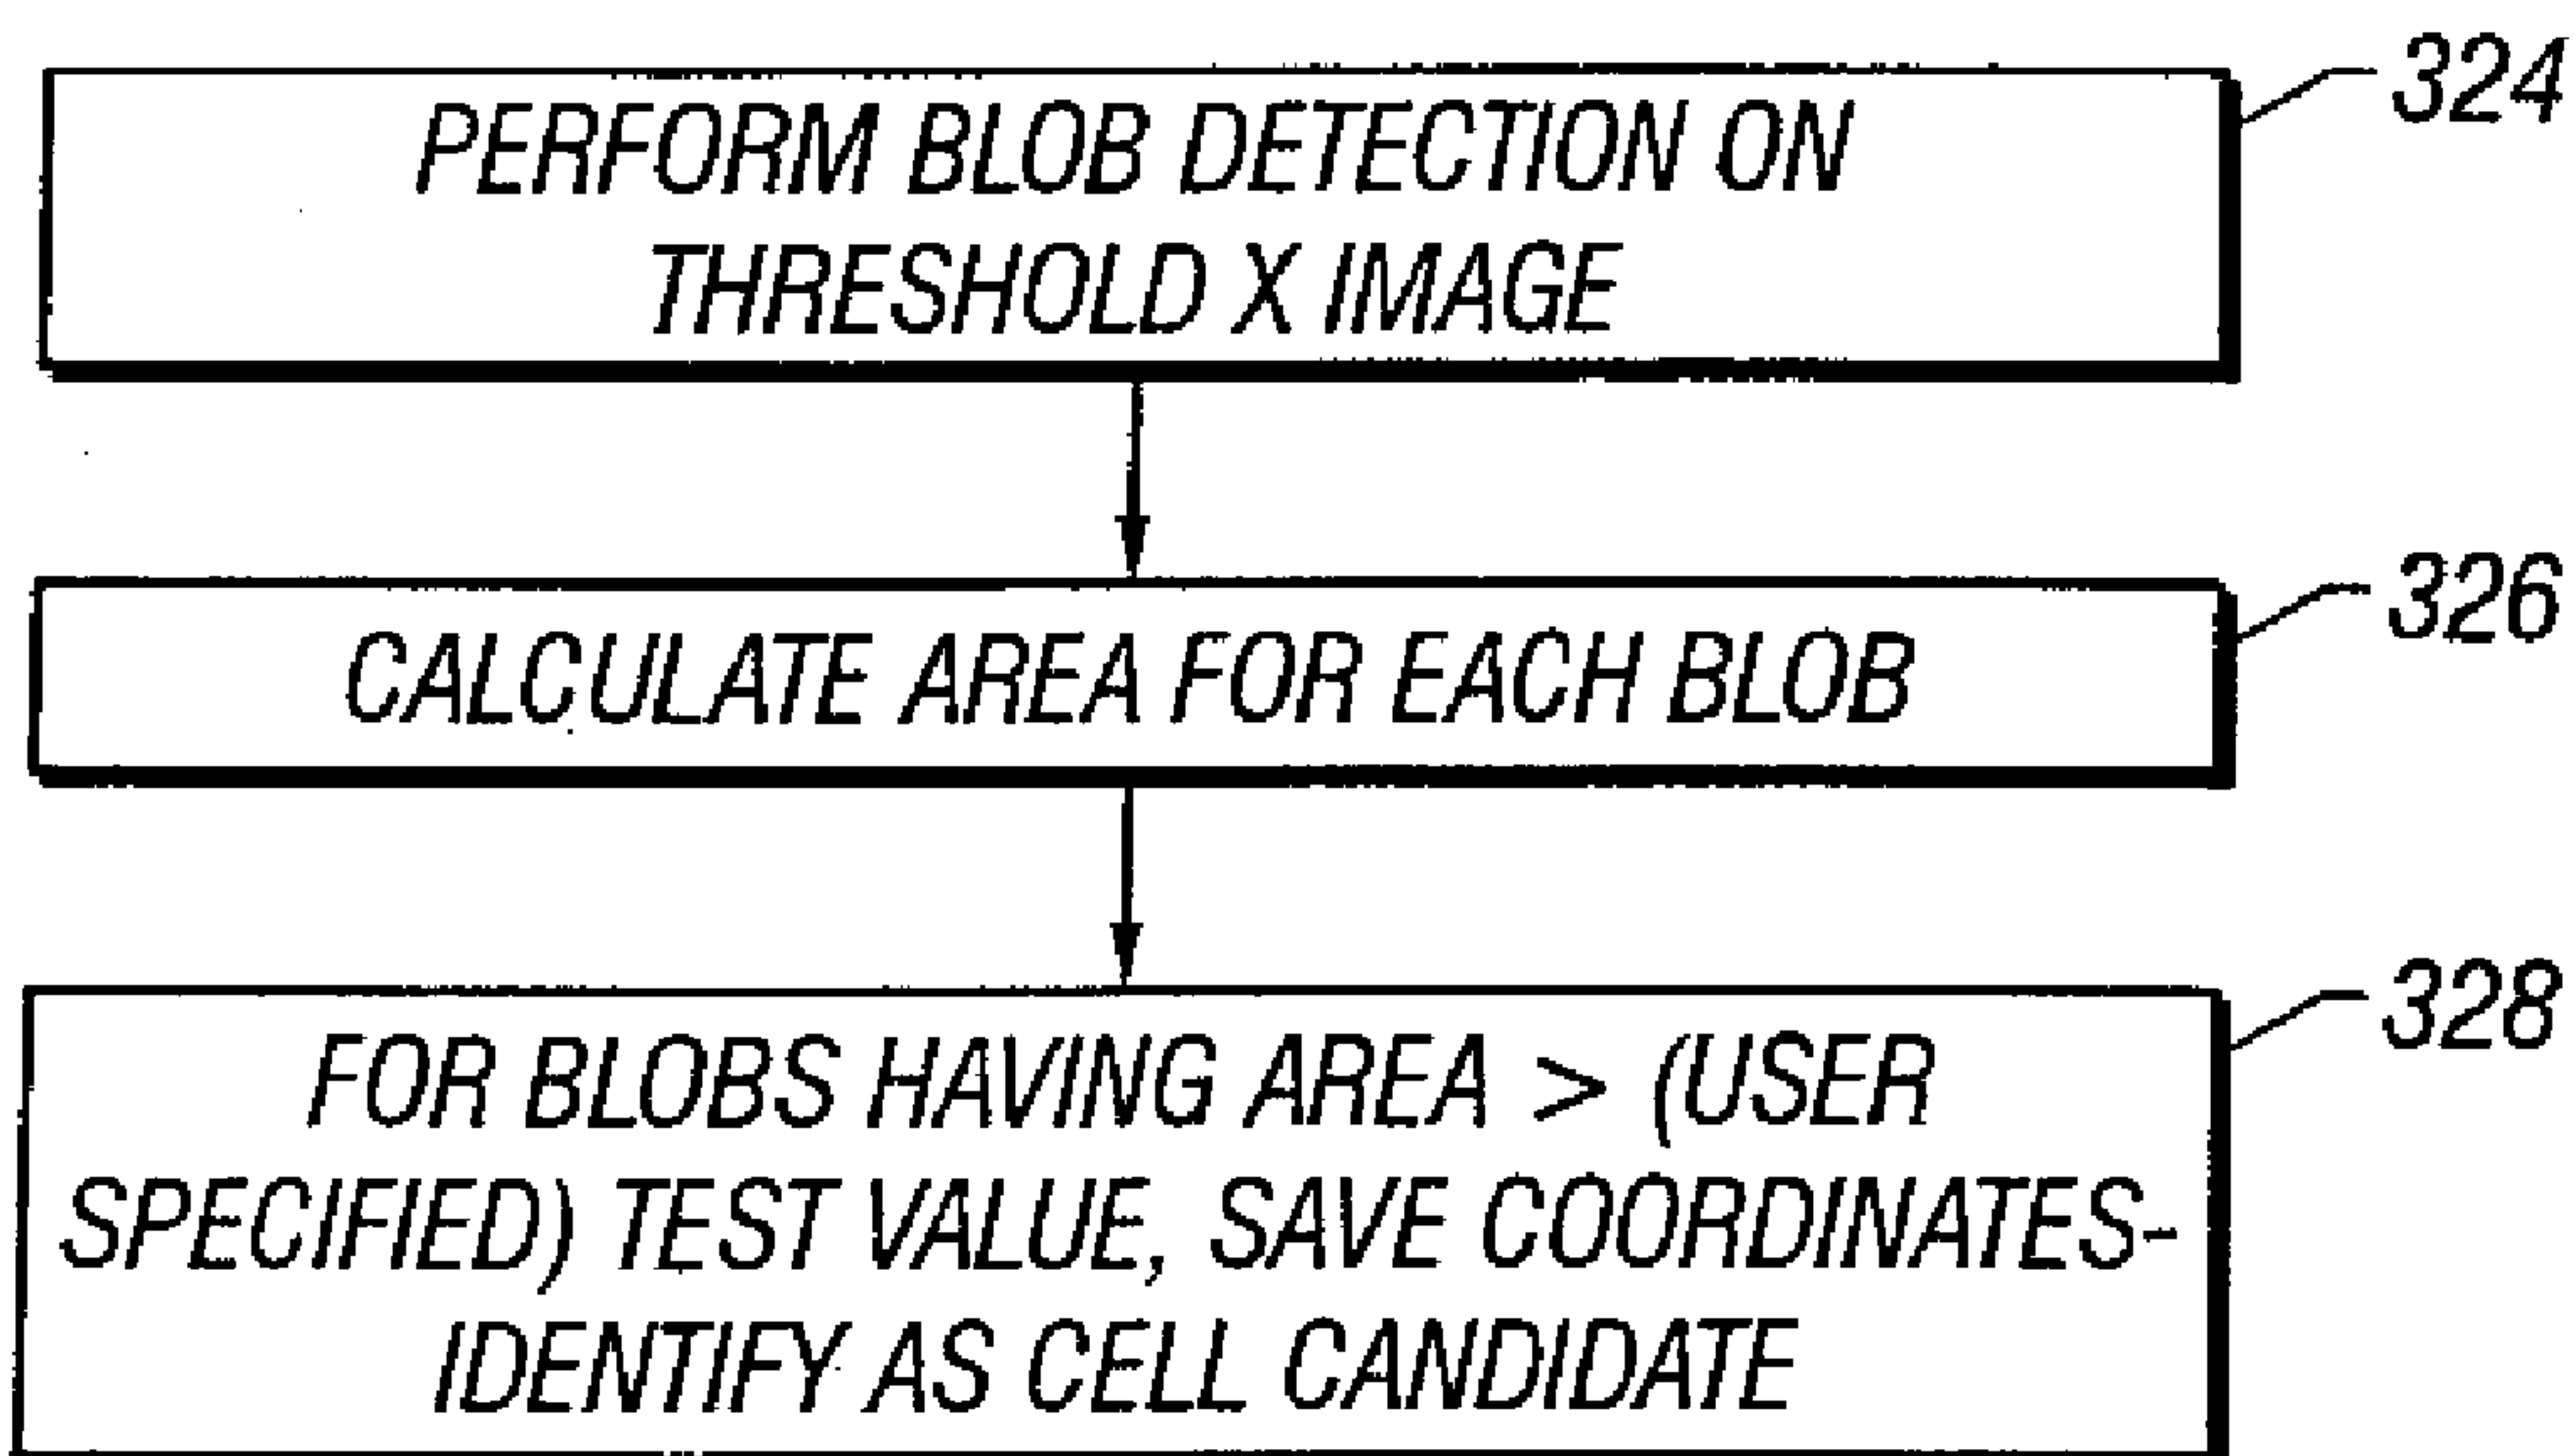 324
PERFORM BLOB DETECTION ON
THRESHOLD X IMAGE
326
CALCULATE AREA FOR EACH BLOB
328
FOR BLOBS HAVING AREA > (USER
SPECIFIED) TEST VALUE, SAVE COORDINATES-
IDENTIFY AS CELL CANDIDATE